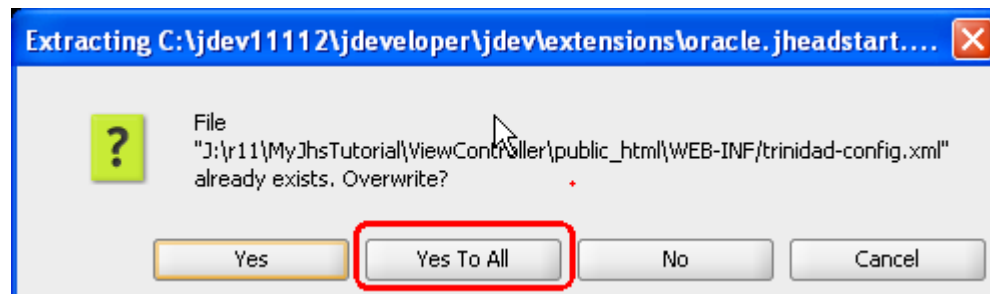 Extracting C:\jdev11112\jdeveloper\jdev\extensions\oracle.jheadstart....
?
File
"J:\r11\MyJhsTutorial\ViewController\public_html\WEB-INF/trinidad-config.xml"
already exists. Overwrite?
Yes Yes To All No Cancel